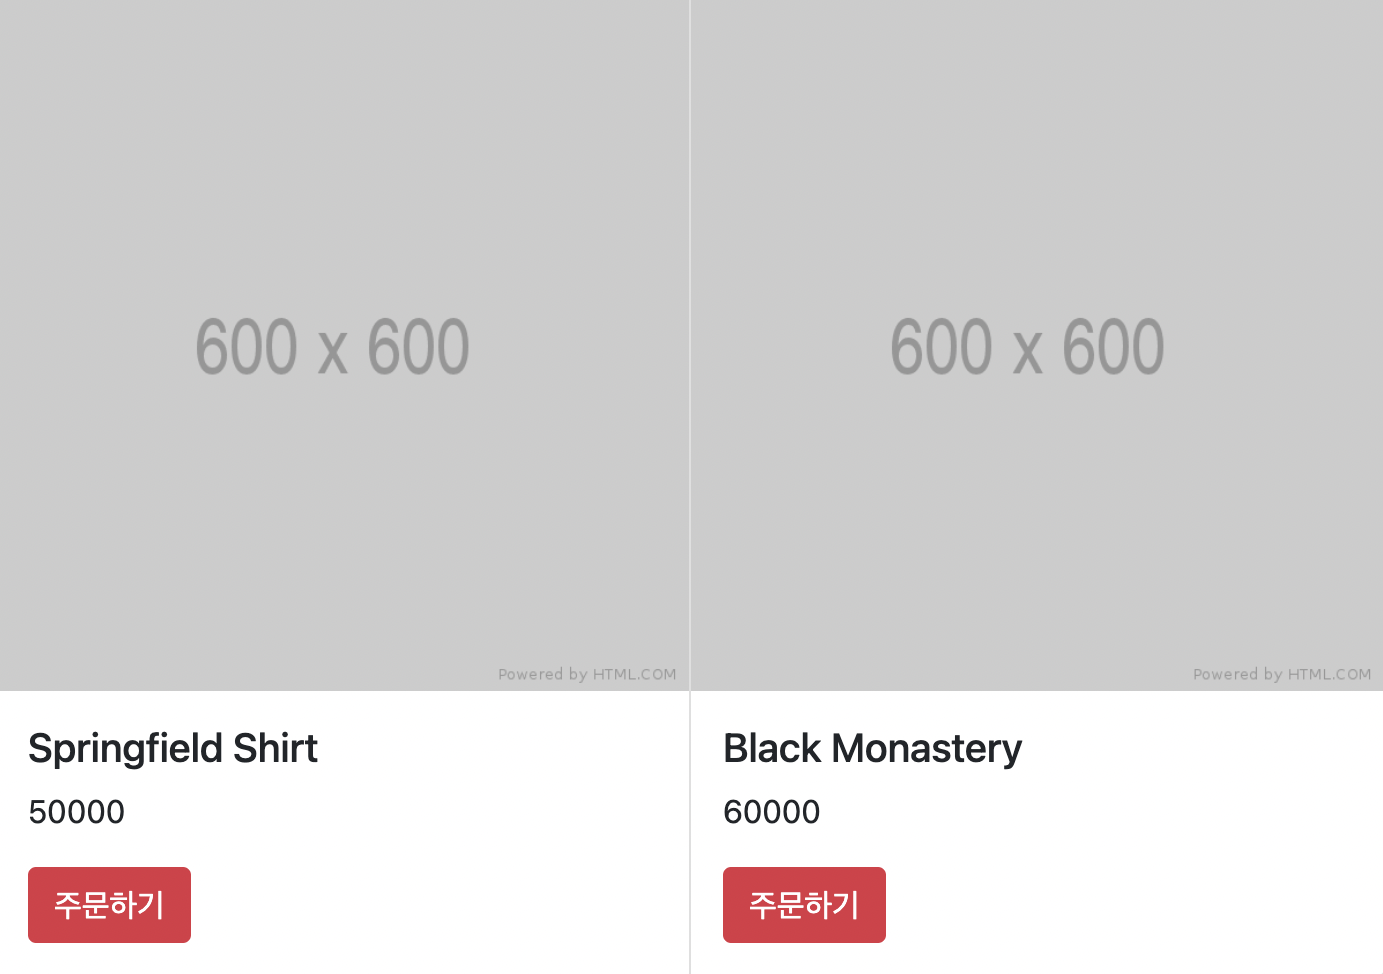 600 x 600
Powered by HTML.COM
Springfield Shirt
50000
주문하기
600 x 600
Powered by HTML.COM
Black Monastery
60000
주문하기